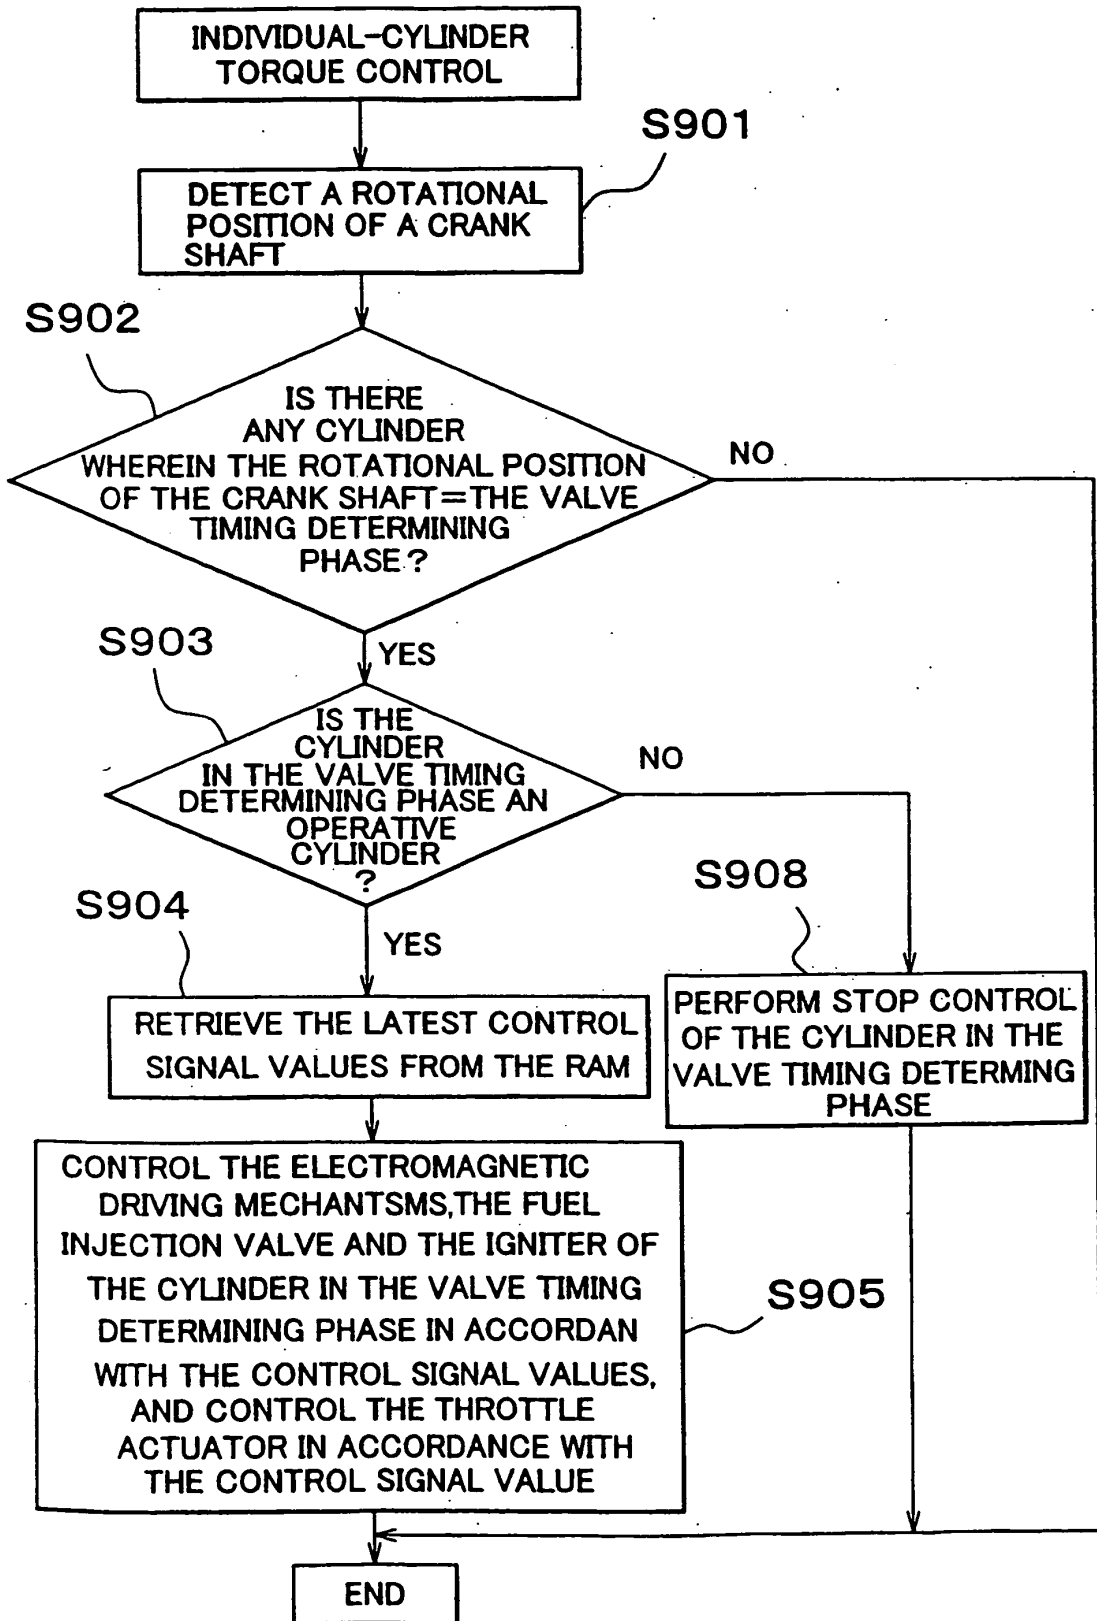 INDIVIDUAL-CYLINDER
TORQUE CONTROL
S901
DETECT A ROTATIONAL
POSITION OF A CRANK
SHAFT
S902
IS THERE
ANY CYLINDER
WHEREIN THE ROTATIONAL POSITION
OF THE CRANK SHAFT=THE VALVE
TIMING DETERMINING
PHASE?
NO
YES
S903
IS THE
CYLINDER
IN THE VALVE TIMING
DETERMINING PHASE AN
OPERATIVE
CYLINDER
?
NO
YES
S904
RETRIEVE THE LATEST CONTROL
SIGNAL VALUES FROM THE RAM
S908
PERFORM STOP CONTROL
OF THE CYLINDER IN THE
VALVE TIMING DETERMING
PHASE
CONTROL THE ELECTROMAGNETIC
DRIVING MECHANTSMS,THE FUEL
INJECTION VALVE AND THE IGNITER OF
THE CYLINDER IN THE VALVE TIMING
DETERMINING PHASE IN ACCORDAN
WITH THE CONTROL SIGNAL VALUES,
AND CONTROL THE THROTTLE
ACTUATOR IN ACCORDANCE WITH
THE CONTROL SIGNAL VALUE
S905
END